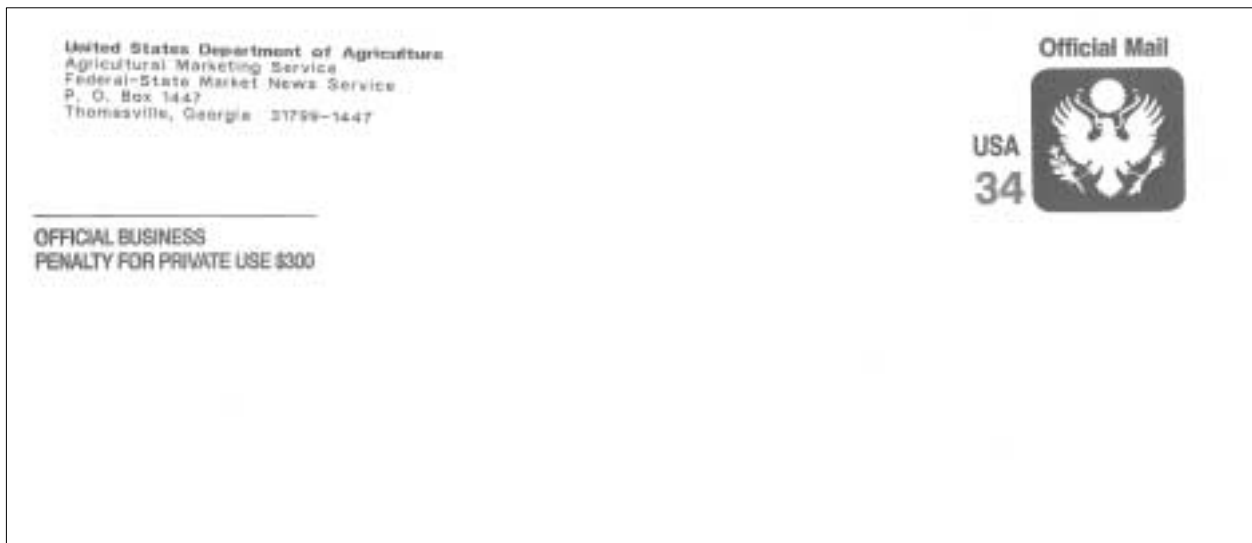 United States Department of Agriculture
Agricultural Marketing Service
Federal-State Market News Service
P. O. Box 1447
Thomasville, Georgia 31799-1447
Official Mail
USA
34
OFFICIAL BUSINESS
PENALTY FOR PRIVATE USE $300